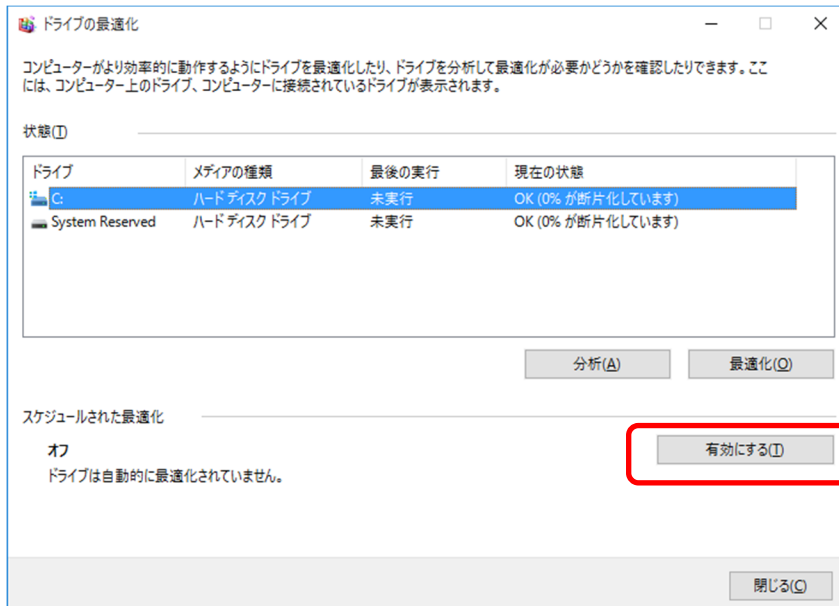 ドライブの最適化
コンピューターがより効率的に動作するようにドライブを最適化したり、ドライブを分析して最適化が必要かどうかを確認したりできます。ここ
には、コンピューター上のドライブ、コンピューターに接続されているドライブが表示されます。
状態(T)
ドライブ メディアの種類 最後の実行 現在の状態
C: ハード ディスク ドライブ 未実行 OK (0% が断片化しています)
System Reserved ハード ディスク ドライブ 未実行 OK (0% が断片化しています)
分析(A) 最適化(O)
スケジュールされた最適化
オフ 有効にする(T)
ドライブは自動的に最適化されていません。
閉じる(C)